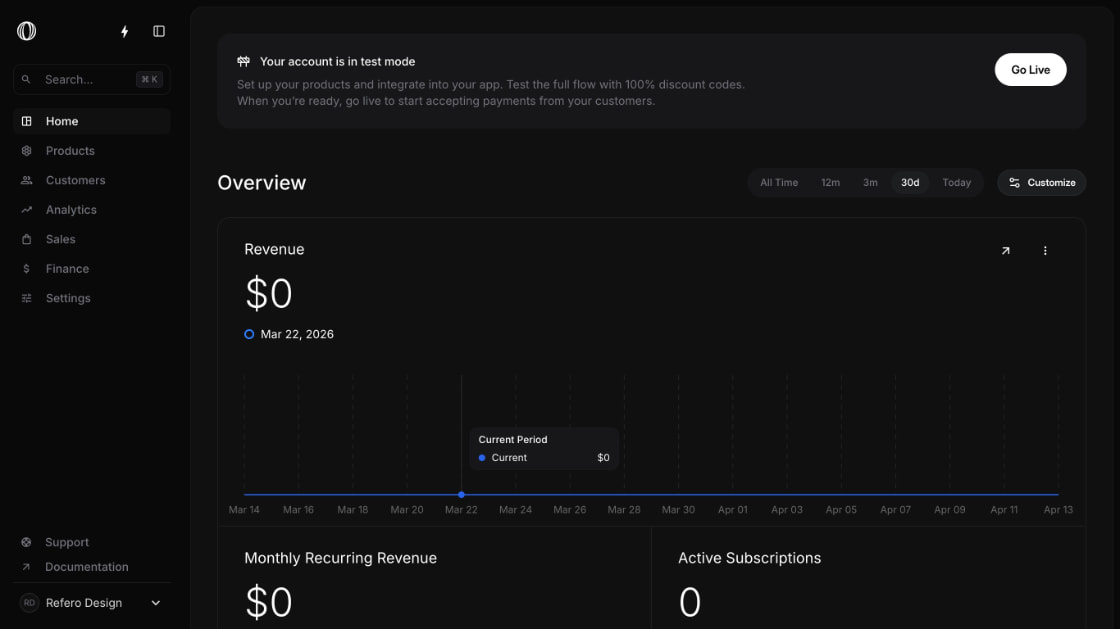 Search...
⌘ K
Home
Products
Customers
Analytics
Sales
Finance
Settings
Support
Documentation
RD
Refero Design
Your account is in test mode
Set up your products and integrate into your app. Test the full flow with 100% discount codes.
When you're ready, go live to start accepting payments from your customers.
Go Live
Overview
All Time 12m 3m 30d Today
Customize
Revenue
$0
Mar 22, 2026
Current Period
Current $0
Mar 14 Mar 16 Mar 18 Mar 20 Mar 22 Mar 24 Mar 26 Mar 28 Mar 30 Apr 01 Apr 03 Apr 05 Apr 07 Apr 09 Apr 11 Apr 13
Monthly Recurring Revenue
$0
Active Subscriptions
0